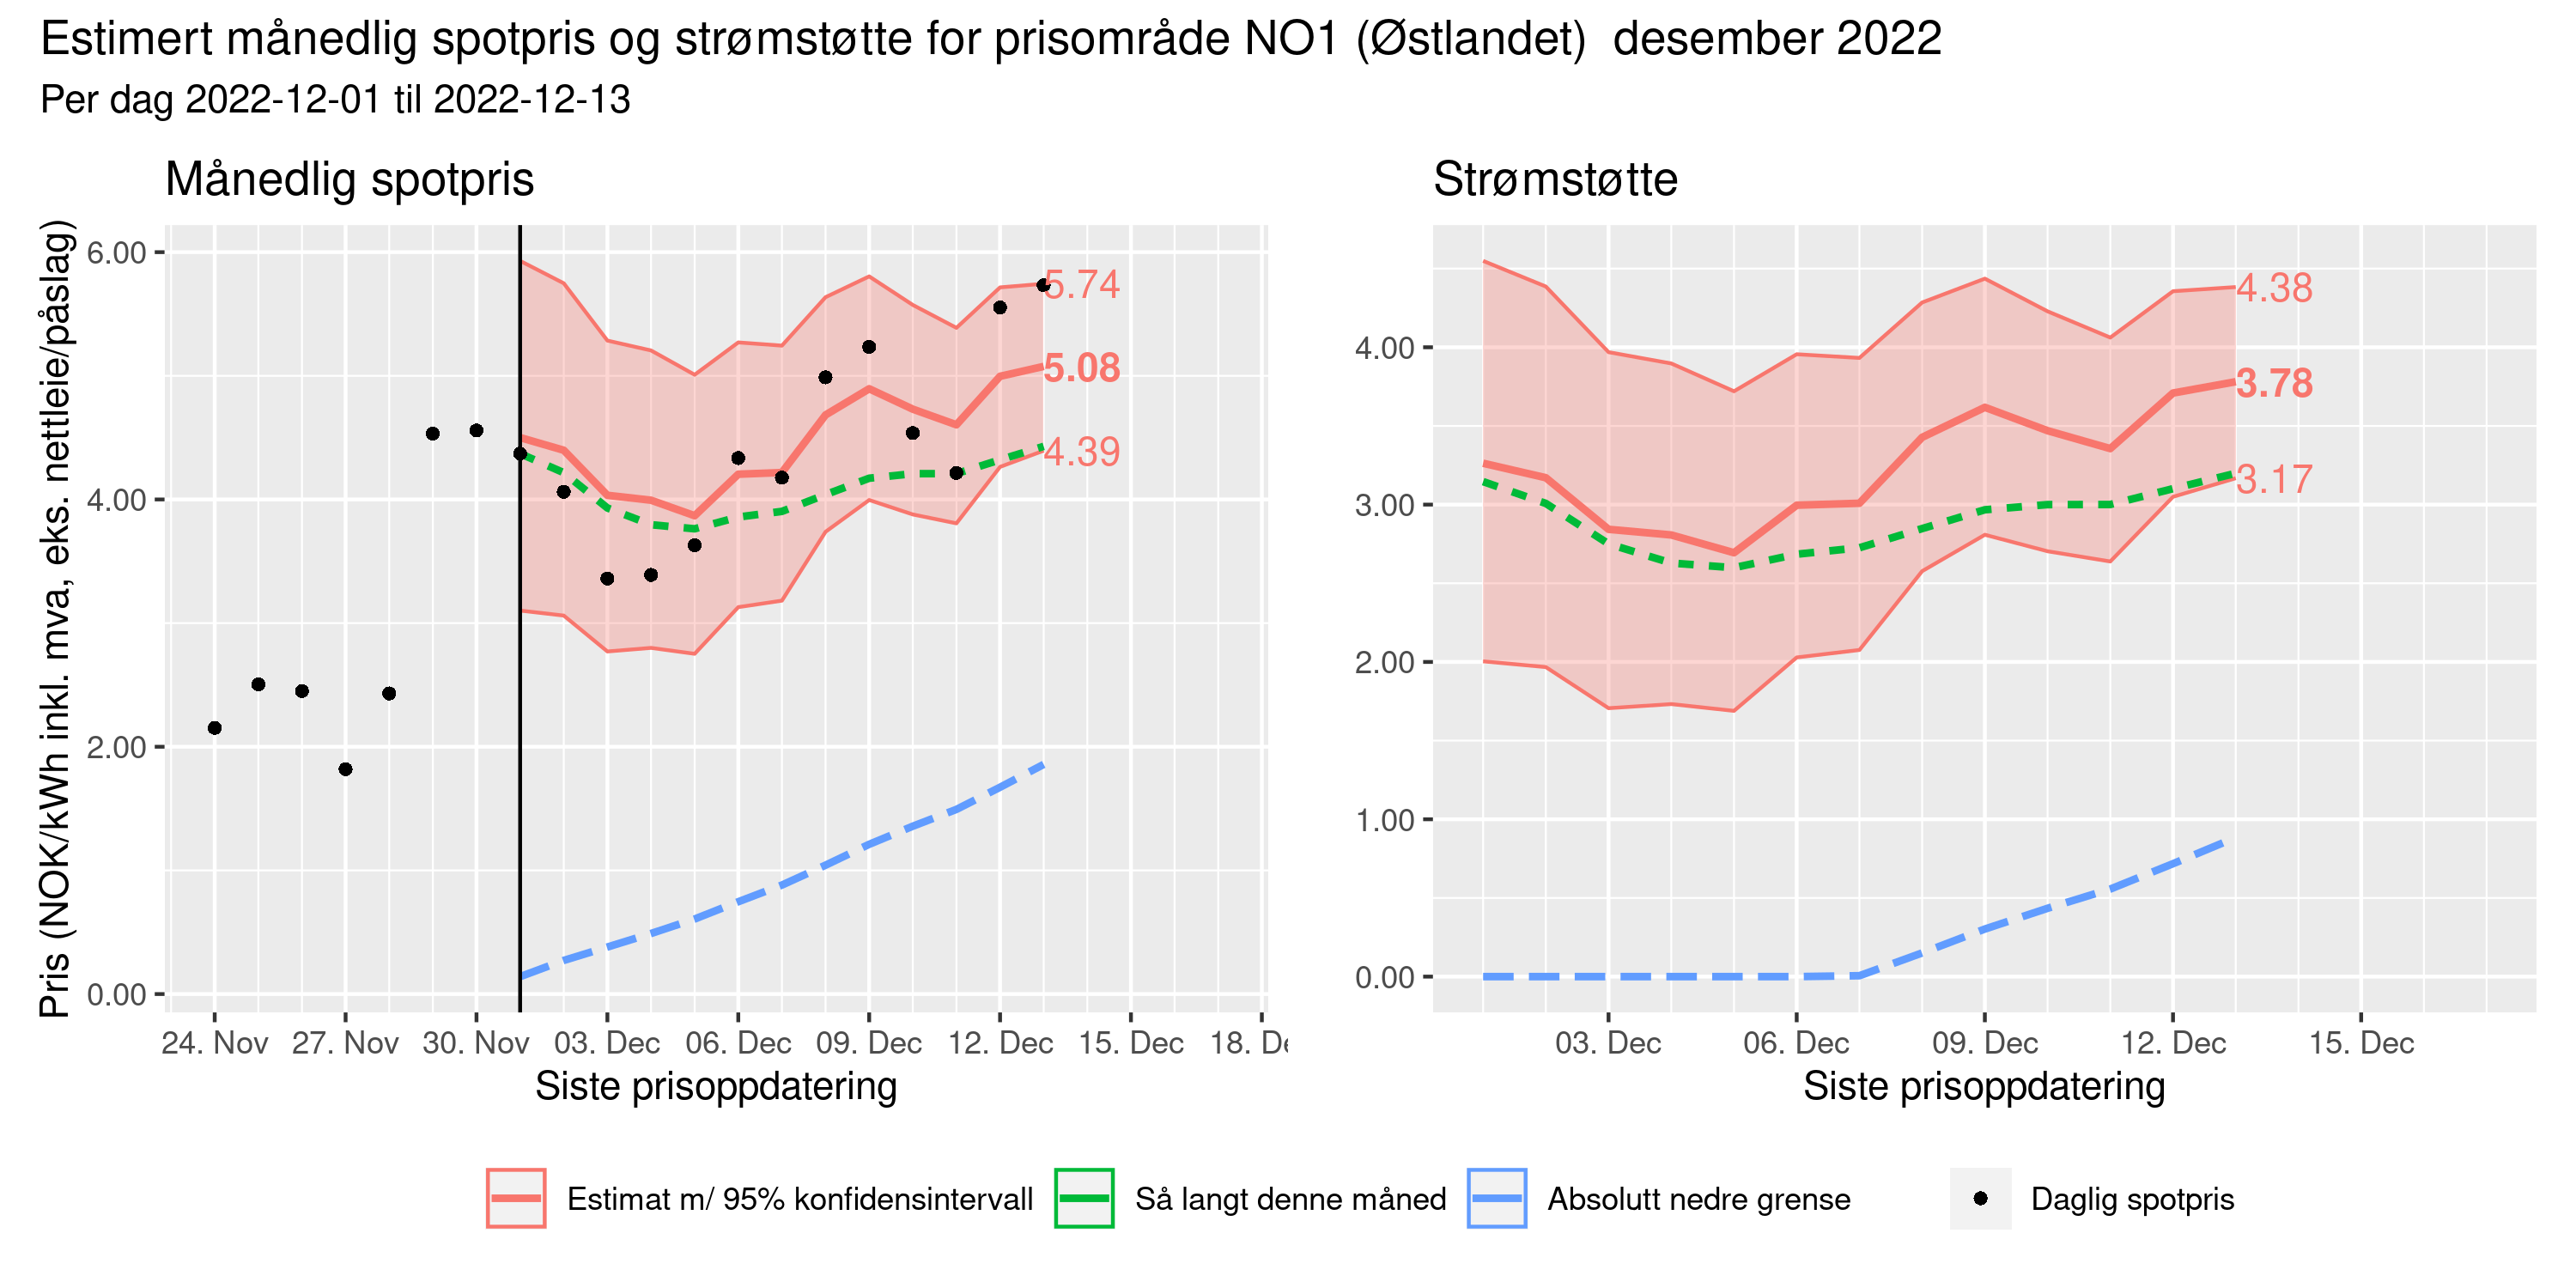 Estimert månedlig spotpris og strømstøtte for prisområde NO1 (Østlandet)  desember 2022
Per dag 2022-12-01 til 2022-12-13
Månedlig spotpris
Pris (NOK/kWh inkl. mva, eks. nettleie/påslag)
6.00
4.00
2.00
0.00
5.74
5.08
4.39
24. Nov 27. Nov 30. Nov 03. Dec 06. Dec 09. Dec 12. Dec 15. Dec 18. De
Siste prisoppdatering
Strømstøtte
4.00
3.00
2.00
1.00
0.00
4.38
3.78
3.17
03. Dec 06. Dec 09. Dec 12. Dec 15. Dec
Siste prisoppdatering
Estimat m/ 95% konfidensintervall Så langt denne måned Absolutt nedre grense Daglig spotpris